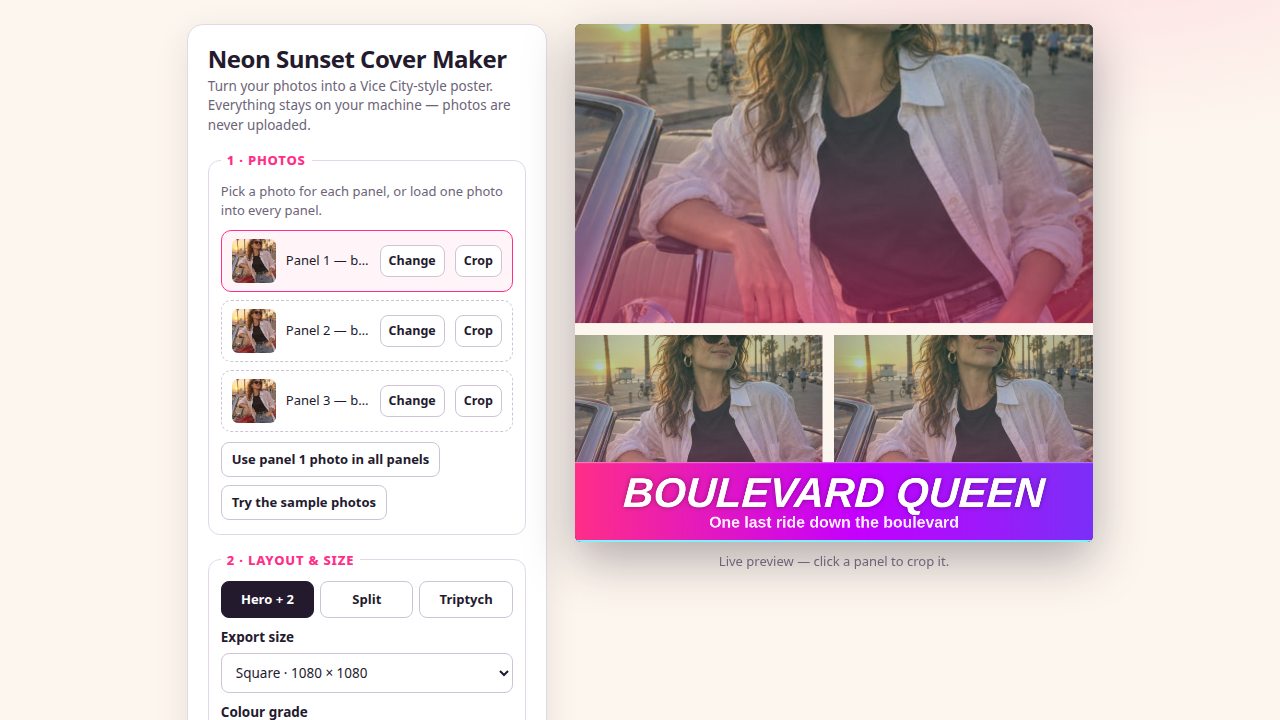 Neon Sunset Cover Maker
Turn your photos into a Vice City-style poster.
Everything stays on your machine — photos are
never uploaded.
1 · PHOTOS
Pick a photo for each panel, or load one photo
into every panel.
Panel 1 — b…
Change
Crop
Panel 2 — b…
Change
Crop
Panel 3 — b…
Change
Crop
Use panel 1 photo in all panels
Try the sample photos
2 · LAYOUT & SIZE
Hero + 2
Split
Triptych
Export size
Square · 1080 × 1080
Colour grade
BOULEVARD QUEEN
One last ride down the boulevard
Live preview — click a panel to crop it.